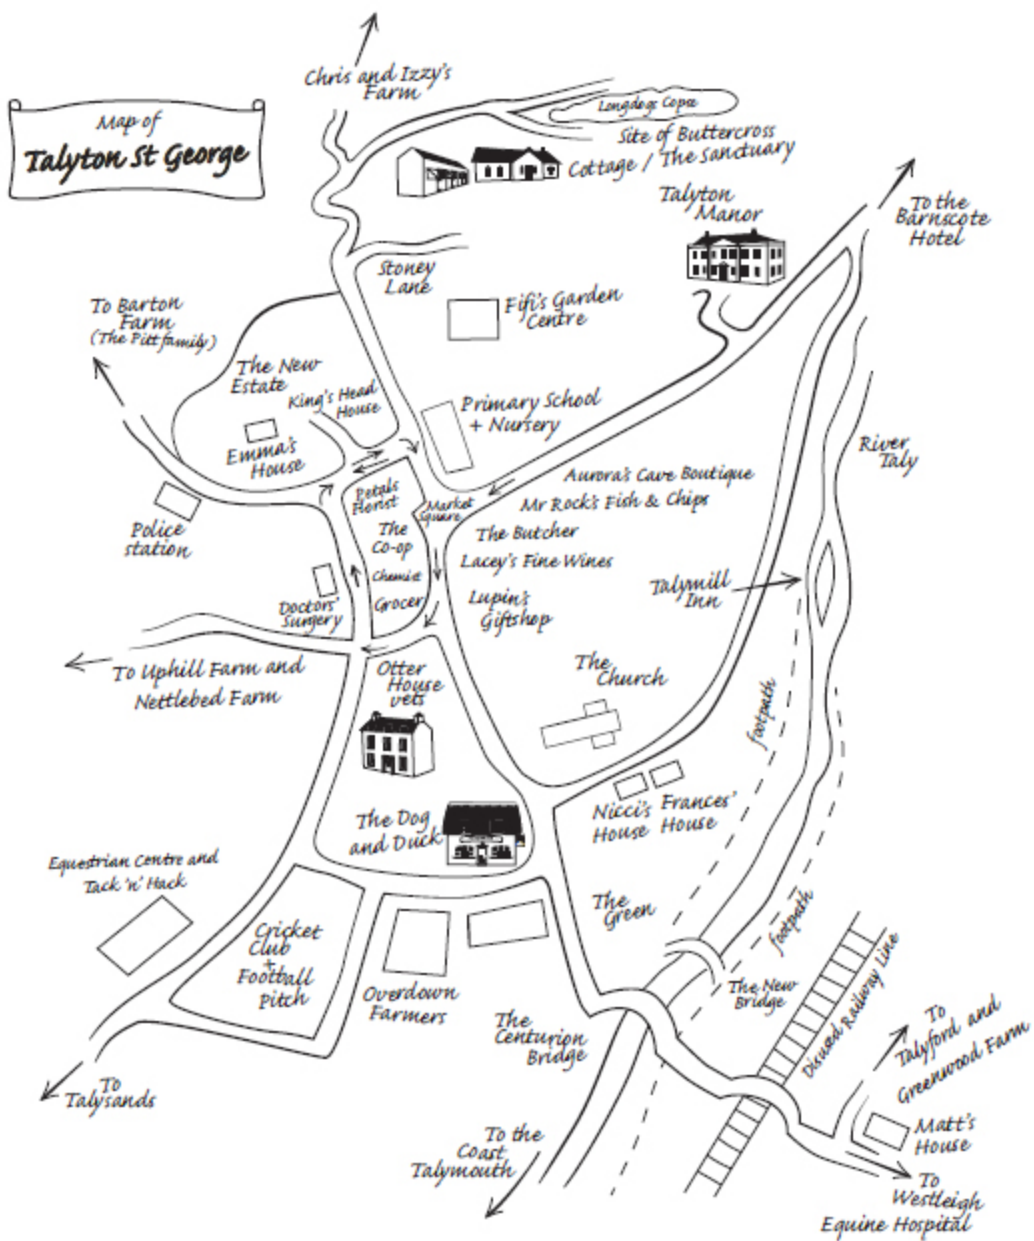 Chris and Izzy's
Farm
Map of
Talyton St George
Longdogs Copse
Site of Buttercross
Cottage / The Sanctuary
Talyton
Manor
To the
Barnscote
Hotel
Stoney
Lane
To Barton
Farm
(The Pitt family)
Fifi's Garden
Centre
The New
Estate
King's Head
House
Primary School
+ Nursery
Emma's
House
River
Taly
Aurora's Cave Boutique
Petals
Florist
Market
Square
Mr Rock's Fish & Chips
Police
station
The
Co-op
The Butcher
Lacey's Fine Wines
Chemist
Talymill
Inn
Doctors'
Surgery
Grocer
Lupin's
Giftshop
To Uphill Farm and
Nettlebed Farm
Otter
House
vets
The
Church
footpath
The Dog
and Duck
Nicci's
House
Frances'
House
Equestrian Centre and
Tack 'n' Hack
The
Green
footpath
Cricket
Club
+
Football
Pitch
Overdown
Farmers
The New
Bridge
Disused Railway Line
The
Centurion
Bridge
To
Talyford and
Greenwood Farm
To
Talysands
Matt's
House
To the
Coast
Talymouth
To
Westleigh
Equine Hospital